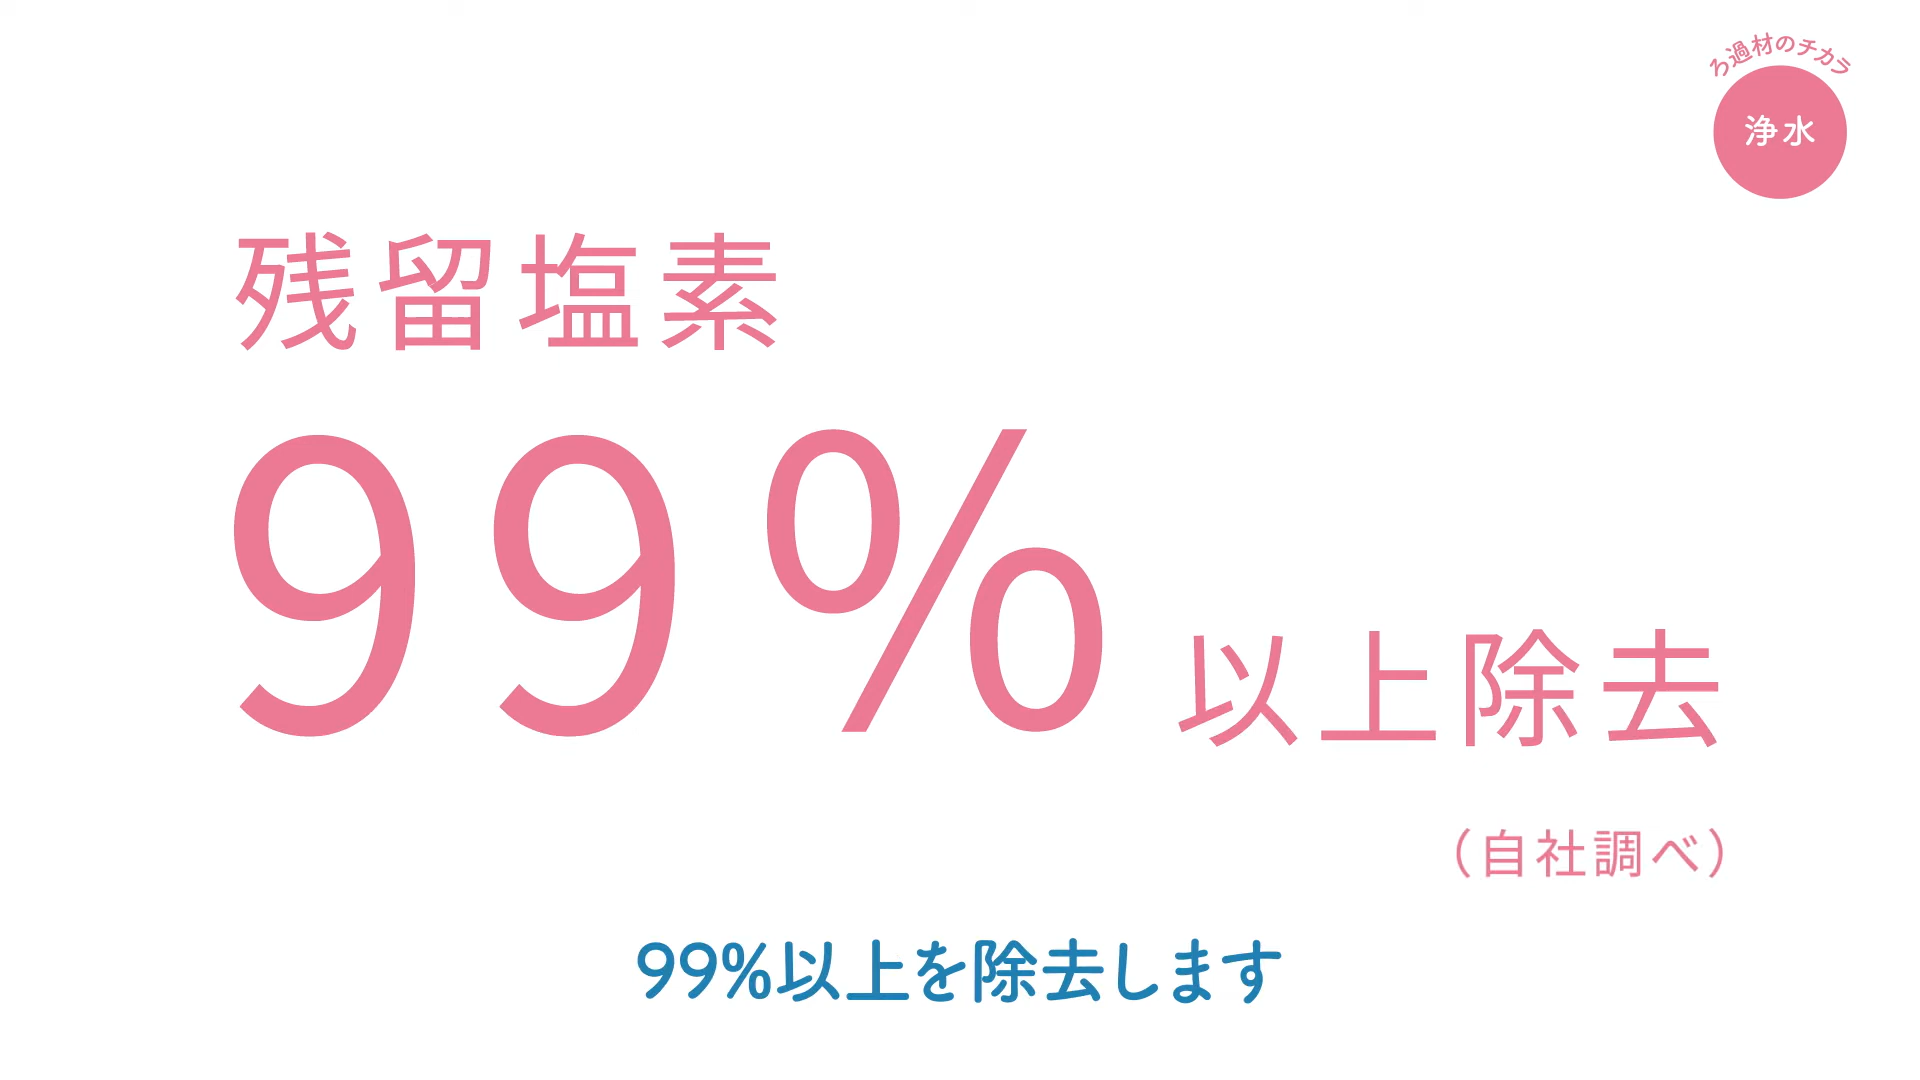 ろ過材のチカラ
浄水
残留塩素
99%以上除去
（自社調べ）
99%以上を除去します